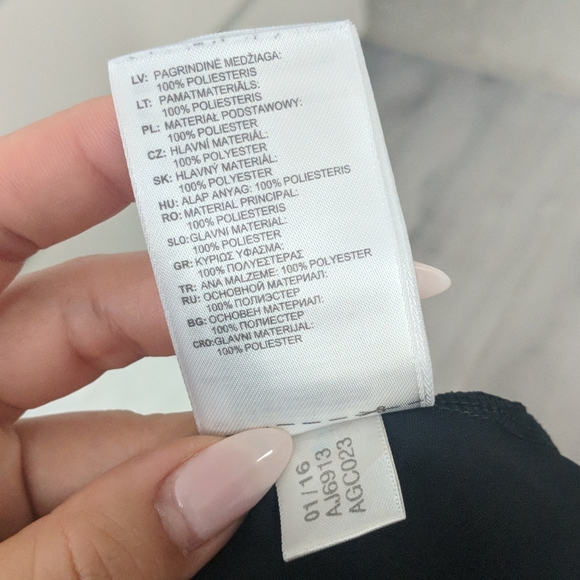 LV: PAGRINDINĖ MEDŽIAGA:
100% POLIESTERIS
LT: PAMATMATERIĀLS:
100% POLIESTERIS
PL: MATERIAŁ PODSTAWOWY:
100% POLIESTER
CZ: HLAVNÍ MATERIÁL:
100% POLYESTER
SK: HLAVNÝ MATERIÁL:
100% POLYESTER
HU: ALAP ANYAG: 100% POLIESTERIS
RO: MATERIAL PRINCIPAL:
100% POLIESTERIS
SLO: GLAVNI MATERIAL:
100% POLIESTER
GR: ΚΥΡΙΩΣ ΥΦΑΣΜΑ:
100% ΠΟΛΥΕΣΤΕΡΑΣ
TR: ANA MALZEME: 100% POLYESTER
RU: ОСНОВНОЙ МАТЕРИАЛ:
100% ПОЛИЭСТЕР
BG: ОСНОВЕН МАТЕРИАЛ:
100% ПОЛИЕСТЕР
CRO: GLAVNI MATERIJAL:
100% POLIESTER
01/16
AJ6913
AGC023